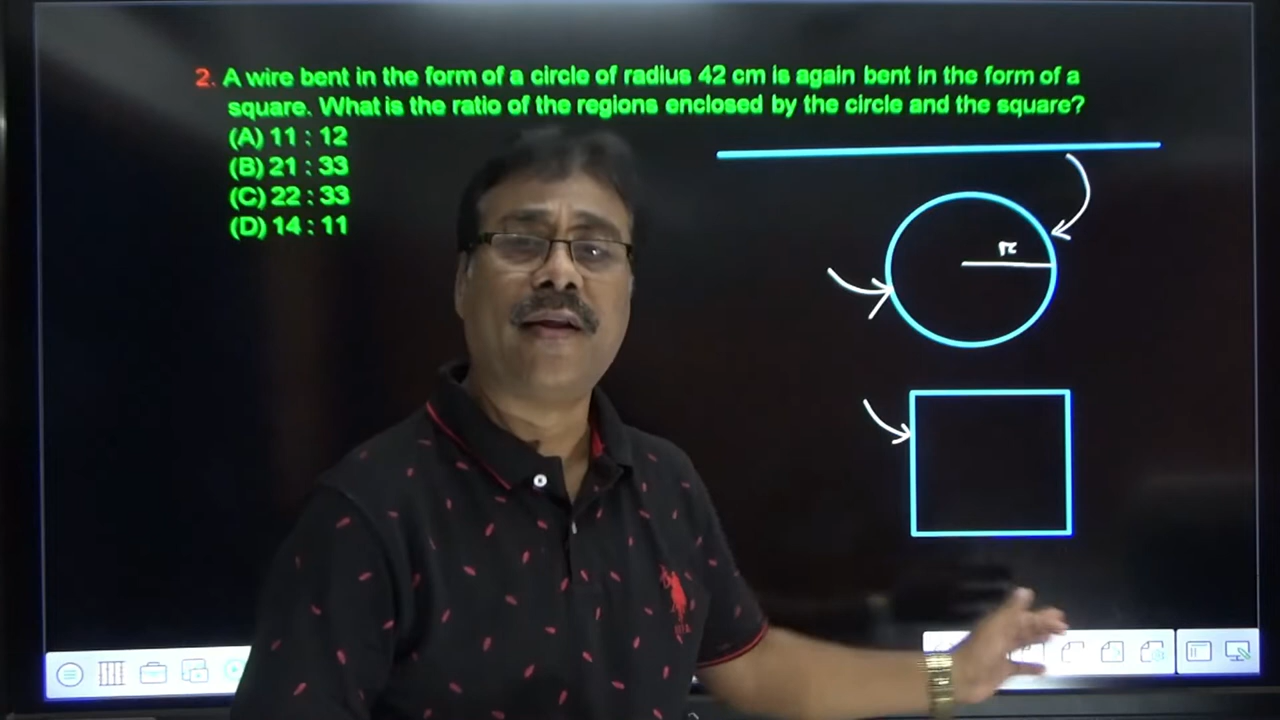 2. A wire bent in the form of a circle of radius 42 cm is again bent in the form of a
square. What is the ratio of the regions enclosed by the circle and the square?
(A) 11 : 12
(B) 21 : 33
(C) 22 : 33
(D) 14 : 11